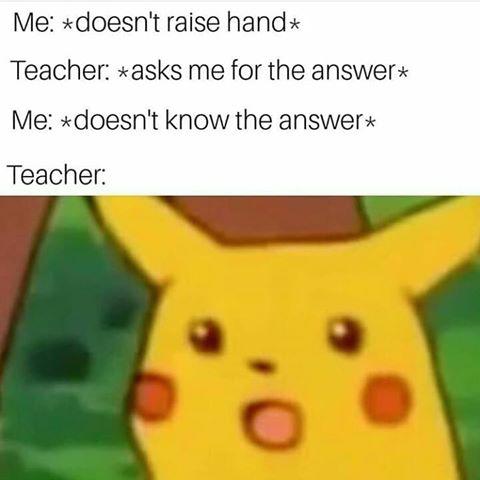 Me: *doesn't raise hand*
Teacher: *asks me for the answer*
Me: *doesn't know the answer*
Teacher: